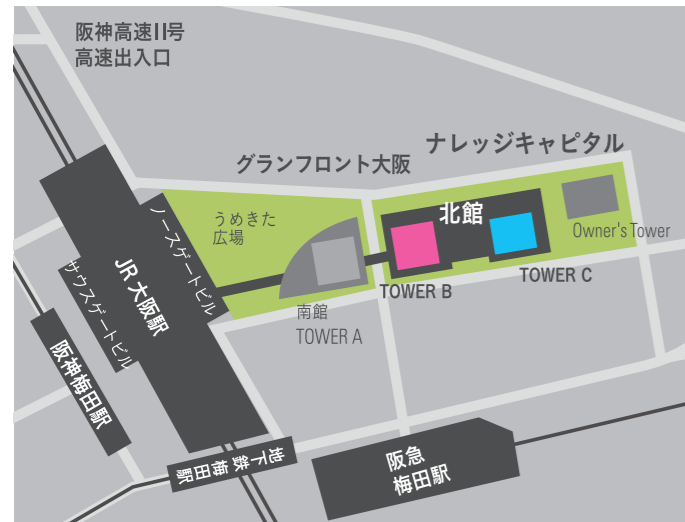 阪神高速11号
高速出入口
グランフロント大阪
ナレッジキャピタル
うめきた
広場
北館
Owner's Tower
TOWER C
TOWER B
南館
TOWER A
ノースゲートビル
JR大阪駅
サウスゲートビル
阪神梅田駅
地下鉄梅田駅
阪急
梅田駅